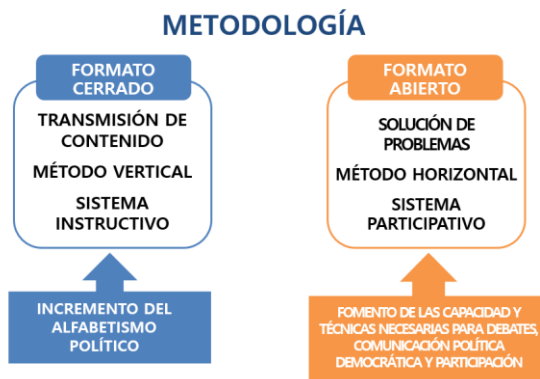 METODOLOGÍA
FORMATO
CERRADO
TRANSMISIÓN DE
CONTENIDO
MÉTODO VERTICAL
SISTEMA
INSTRUCTIVO
INCREMENTO DEL
ALFABETISMO
POLÍTICO
FORMATO
ABIERTO
SOLUCIÓN DE
PROBLEMAS
MÉTODO HORIZONTAL
SISTEMA
PARTICIPATIVO
FOMENTO DE LAS CAPACIDAD Y
TÉCNICAS NECESARIAS PARA DEBATES,
COMUNICACIÓN POLÍTICA
DEMOCRÁTICA Y PARTICIPACIÓN